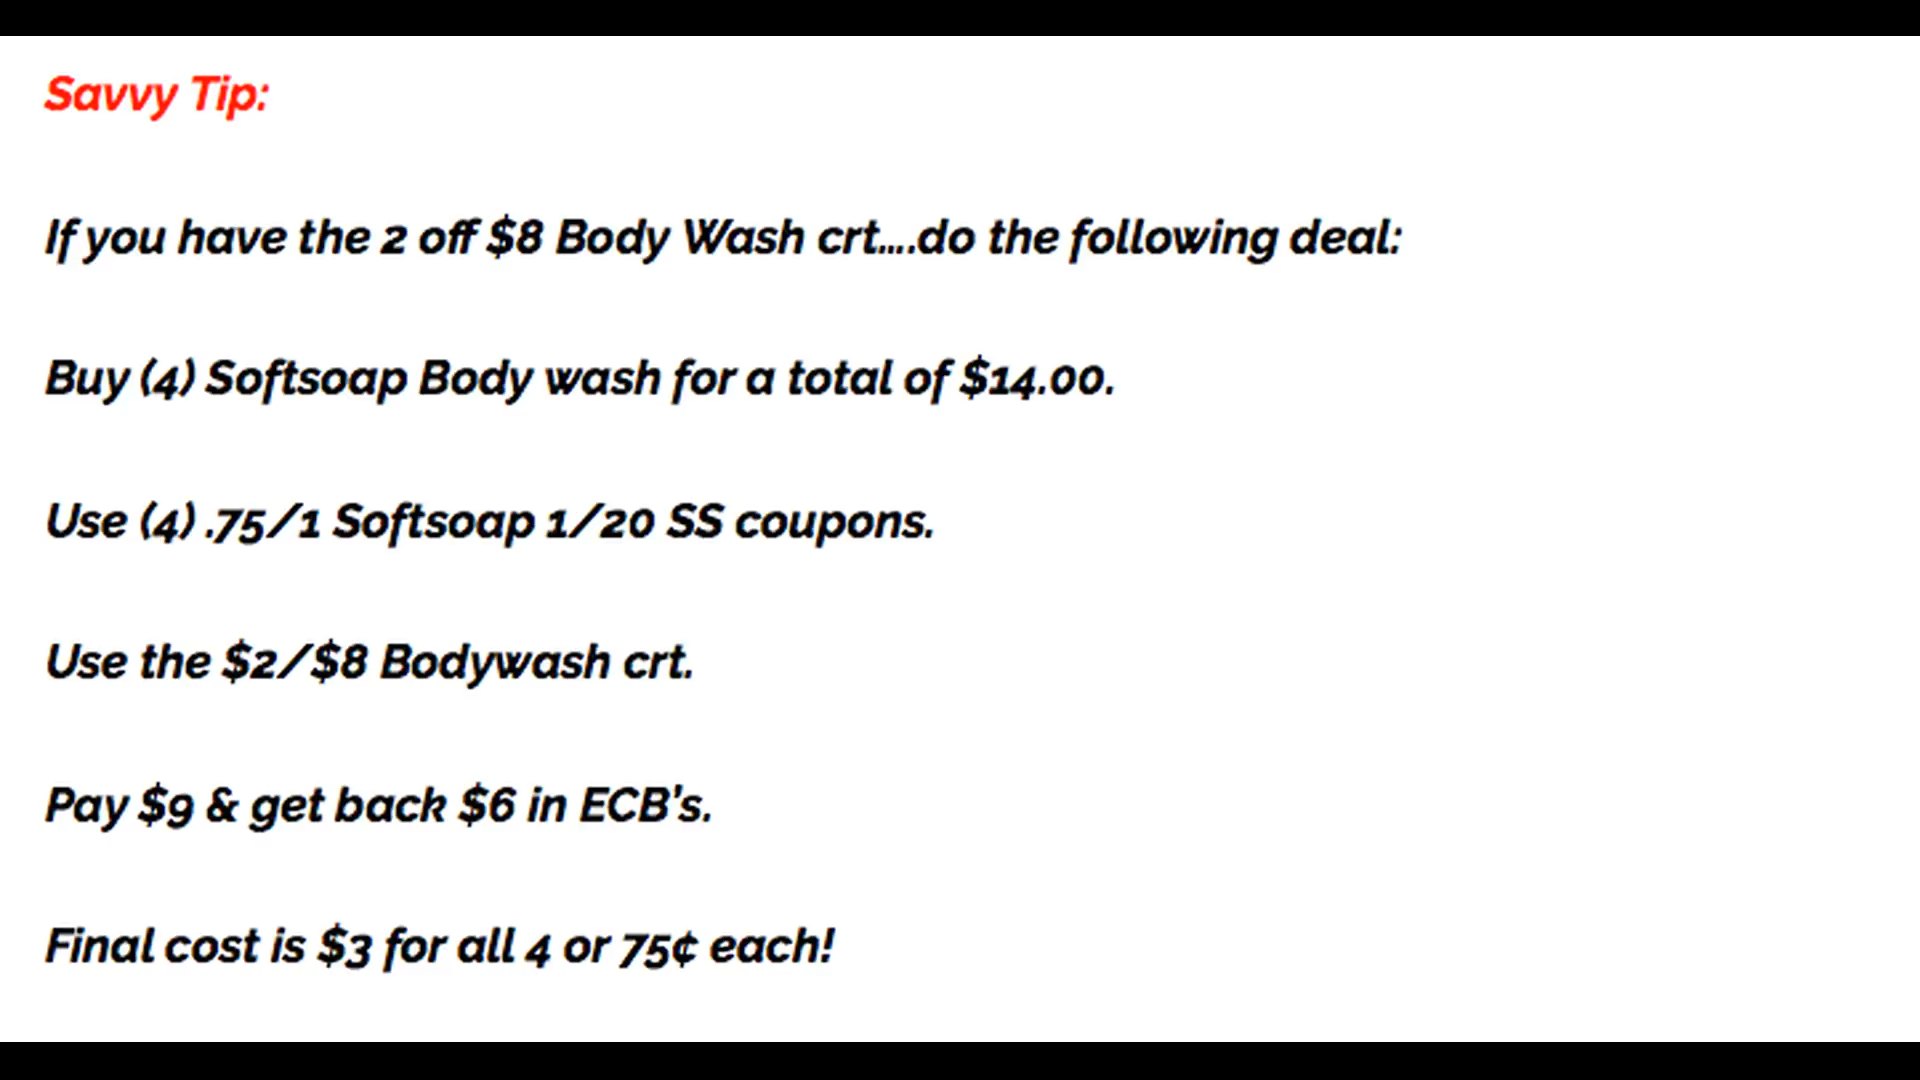 Savvy Tip:
If you have the 2 off $8 Body Wash crt....do the following deal:
Buy (4) Softsoap Body wash for a total of $14.00.
Use (4) .75/1 Softsoap 1/20 SS coupons.
Use the $2/$8 Bodywash crt.
Pay $9 & get back $6 in ECB's.
Final cost is $3 for all 4 or 75¢ each!